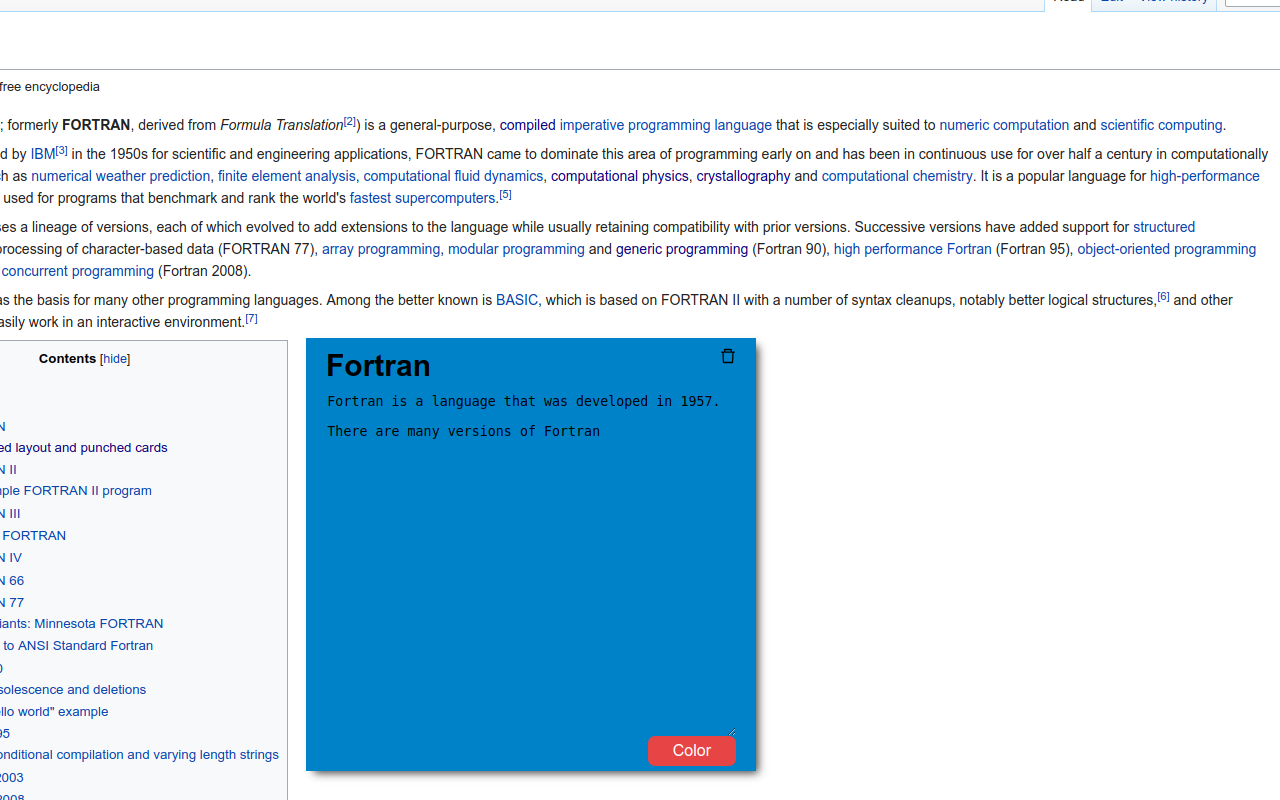 free encyclopedia
; formerly FORTRAN, derived from Formula Translation[2]) is a general-purpose, compiled imperative programming language that is especially suited to numeric computation and scientific computing.
d by IBM[3] in the 1950s for scientific and engineering applications, FORTRAN came to dominate this area of programming early on and has been in continuous use for over half a century in computationally
ch as numerical weather prediction, finite element analysis, computational fluid dynamics, computational physics, crystallography and computational chemistry. It is a popular language for high-performance
used for programs that benchmark and rank the world's fastest supercomputers.[5]
ses a lineage of versions, each of which evolved to add extensions to the language while usually retaining compatibility with prior versions. Successive versions have added support for structured
processing of character-based data (FORTRAN 77), array programming, modular programming and generic programming (Fortran 90), high performance Fortran (Fortran 95), object-oriented programming
concurrent programming (Fortran 2008).
as the basis for many other programming languages. Among the better known is BASIC, which is based on FORTRAN II with a number of syntax cleanups, notably better logical structures,[6] and other
easily work in an interactive environment.[7]
Contents [hide]
N
ed layout and punched cards
N II
mple FORTRAN II program
N III
FORTRAN
N IV
N 66
N 77
iants: Minnesota FORTRAN
to ANSI Standard Fortran
0
solescence and deletions
ello world" example
95
onditional compilation and varying length strings
2003
2008
Fortran
Fortran is a language that was developed in 1957.
There are many versions of Fortran
Color